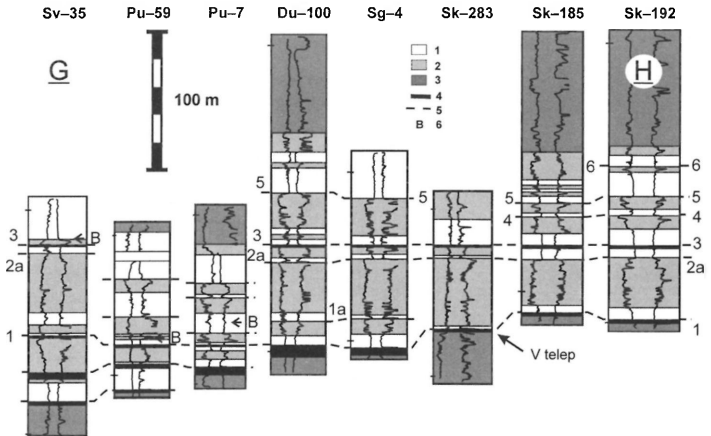 Sv–35 Pu–59 Pu–7 Du–100 Sg–4 Sk–283 Sk–185 Sk–192
G
100 m
1
2
3
4
5
B 6
H
6 6
5 5 5 5
4 4
3 B 3 3
2a 2a 2a
B 1a
1 B 1
V telep